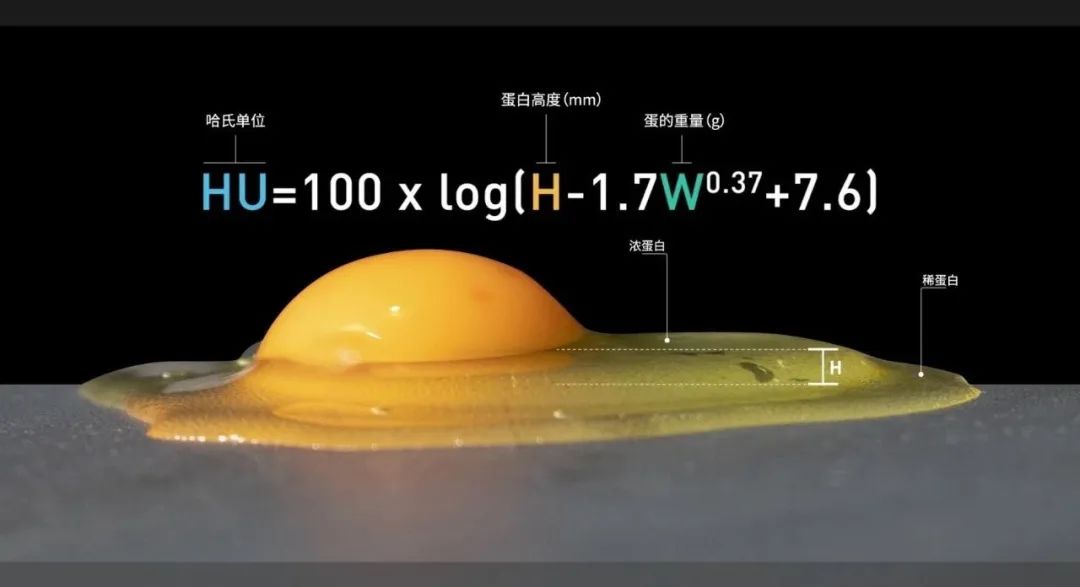 蛋白高度(mm)
哈氏单位
蛋的重量(g)
HU=100 x log(H-1.7W^0.37+7.6)
浓蛋白
稀蛋白
H